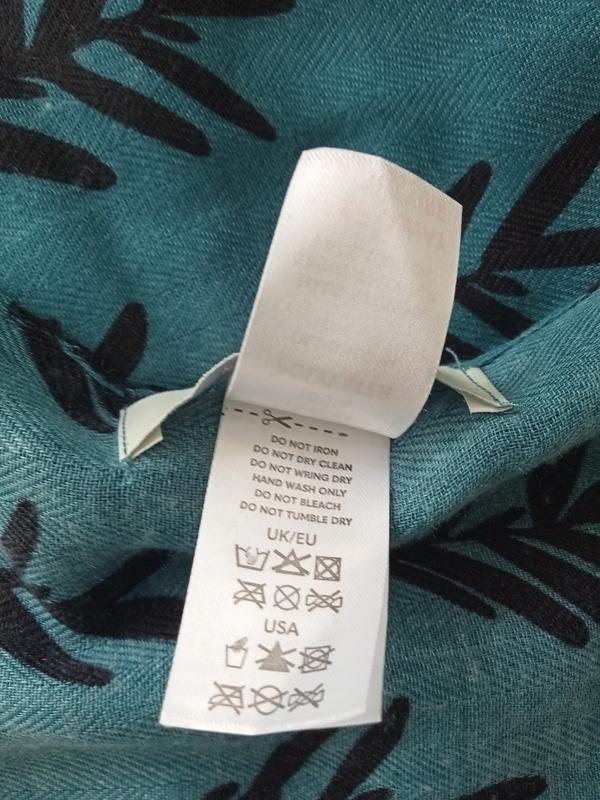 DO NOT IRON
DO NOT DRY CLEAN
DO NOT WRING DRY
HAND WASH ONLY
DO NOT BLEACH
DO NOT TUMBLE DRY
UK/EU
USA